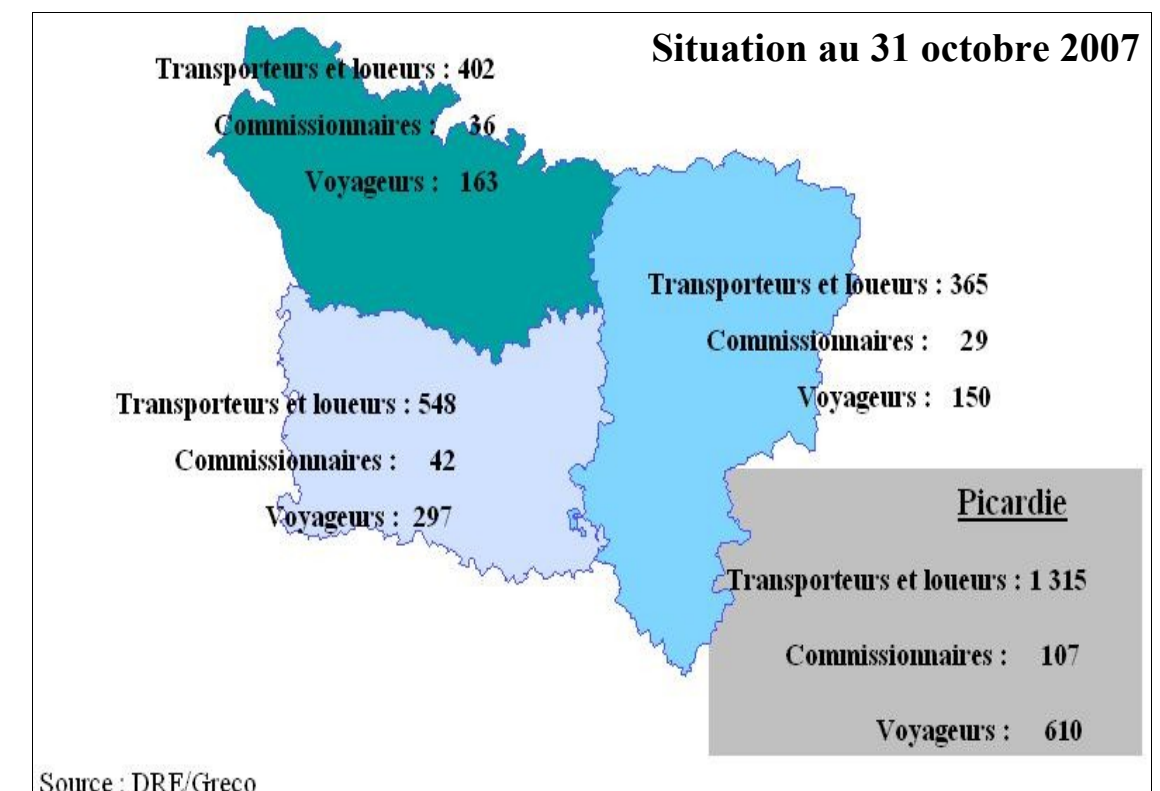 Situation au 31 octobre 2007
Transporteurs et loueurs : 402
Commissionnaires : 36
Voyageurs : 163
Transporteurs et loueurs : 365
Commissionnaires : 29
Voyageurs : 150
Transporteurs et loueurs : 548
Commissionnaires : 42
Voyageurs : 297
Picardie
Transporteurs et loueurs : 1 315
Commissionnaires : 107
Voyageurs : 610
Source : DRE/Greco